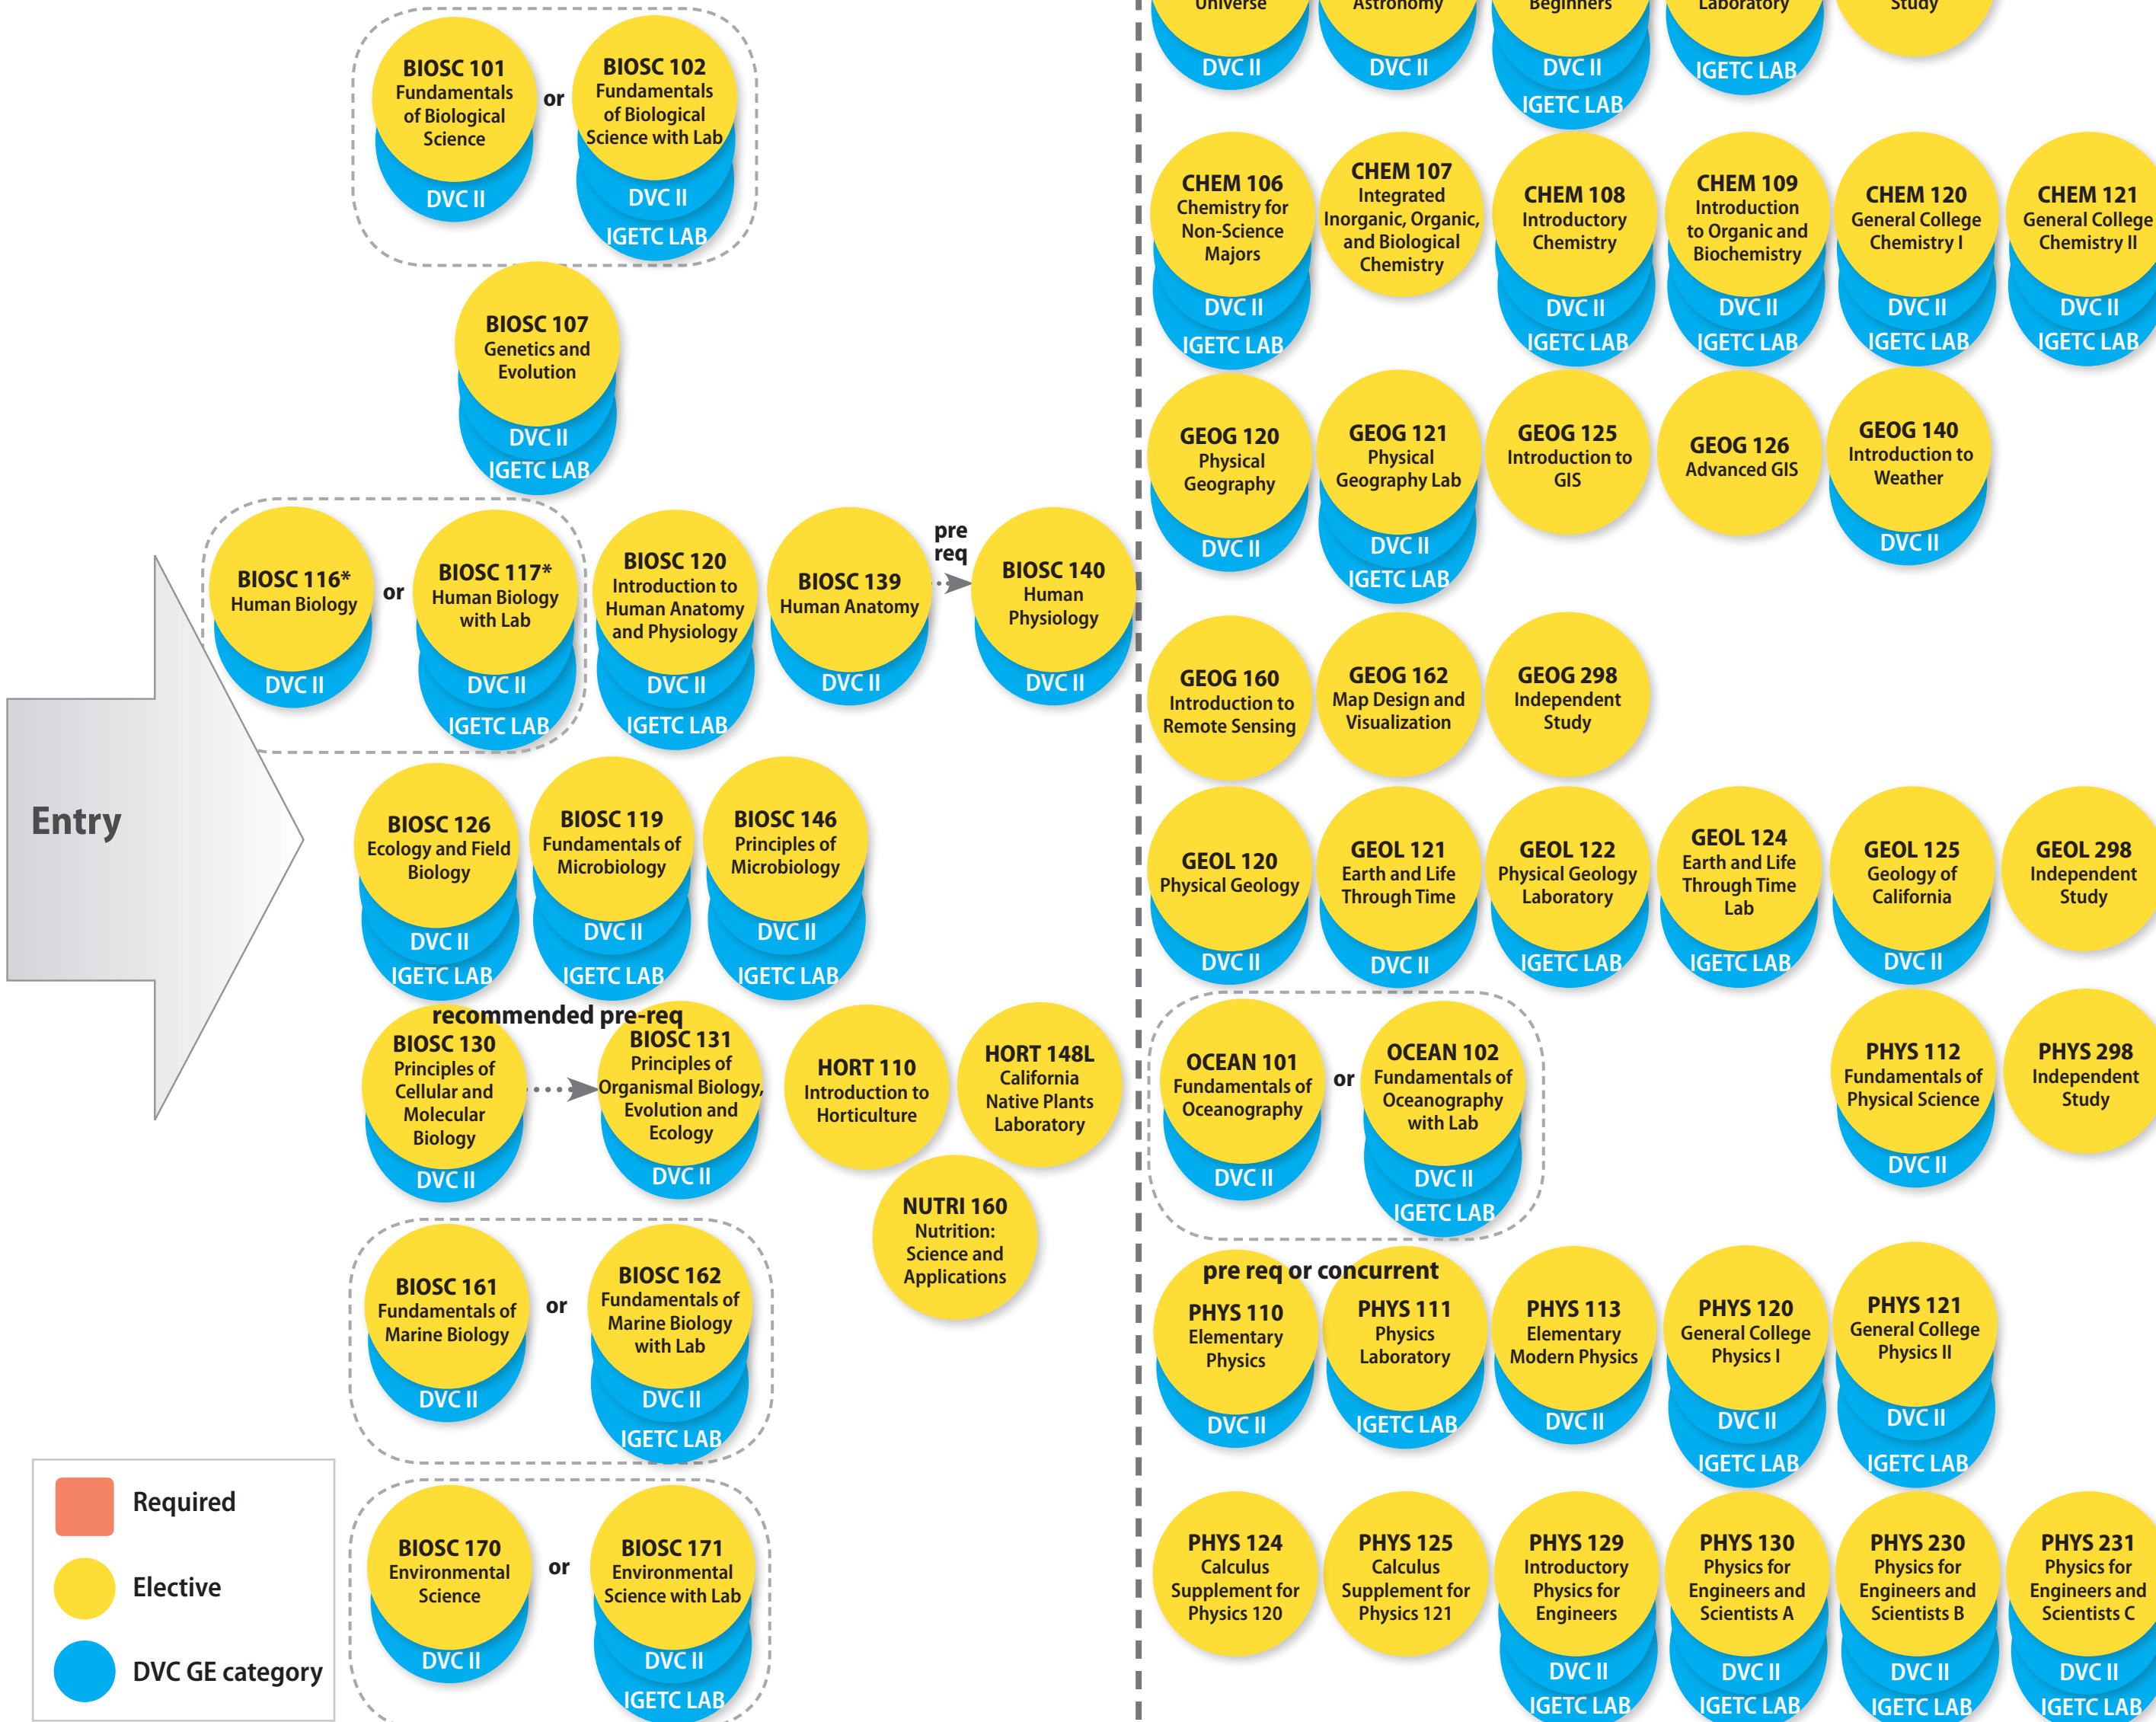 BIOSC 101
Fundamentals
of Biological
Science
DVC II
or
BIOSC 102
Fundamentals
of Biological
Science with Lab
DVC II
IGETC LAB
BIOSC 107
Genetics and
Evolution
DVC II
IGETC LAB
BIOSC 116*
Human Biology
DVC II
or
BIOSC 117*
Human Biology
with Lab
DVC II
IGETC LAB
BIOSC 120
Introduction to
Human Anatomy
and Physiology
DVC II
IGETC LAB
BIOSC 139
Human Anatomy
DVC II
pre
req
BIOSC 140
Human
Physiology
DVC II
Entry
BIOSC 126
Ecology and Field
Biology
DVC II
IGETC LAB
BIOSC 119
Fundamentals of
Microbiology
DVC II
IGETC LAB
BIOSC 146
Principles of
Microbiology
DVC II
IGETC LAB
recommended pre-req
BIOSC 130
Principles of
Cellular and
Molecular
Biology
DVC II
BIOSC 131
Principles of
Organismal Biology,
Evolution and
Ecology
DVC II
HORT 110
Introduction to
Horticulture
HORT 148L
California
Native Plants
Laboratory
NUTRI 160
Nutrition:
Science and
Applications
BIOSC 161
Fundamentals of
Marine Biology
DVC II
or
BIOSC 162
Fundamentals of
Marine Biology
with Lab
DVC II
IGETC LAB
BIOSC 170
Environmental
Science
DVC II
or
BIOSC 171
Environmental
Science with Lab
DVC II
IGETC LAB
Required
Elective
DVC GE category
Universe
DVC II
Astronomy
DVC II
Beginners
DVC II
IGETC LAB
Laboratory
IGETC LAB
Study
CHEM 106
Chemistry for
Non-Science
Majors
DVC II
IGETC LAB
CHEM 107
Integrated
Inorganic, Organic,
and Biological
Chemistry
CHEM 108
Introductory
Chemistry
DVC II
IGETC LAB
CHEM 109
Introduction
to Organic and
Biochemistry
DVC II
IGETC LAB
CHEM 120
General College
Chemistry I
DVC II
IGETC LAB
CHEM 121
General College
Chemistry II
DVC II
IGETC LAB
GEOG 120
Physical
Geography
DVC II
GEOG 121
Physical
Geography Lab
DVC II
IGETC LAB
GEOG 125
Introduction to
GIS
GEOG 126
Advanced GIS
GEOG 140
Introduction to
Weather
DVC II
GEOG 160
Introduction to
Remote Sensing
GEOG 162
Map Design and
Visualization
GEOG 298
Independent
Study
GEOL 120
Physical Geology
DVC II
GEOL 121
Earth and Life
Through Time
DVC II
GEOL 122
Physical Geology
Laboratory
IGETC LAB
GEOL 124
Earth and Life
Through Time
Lab
IGETC LAB
GEOL 125
Geology of
California
DVC II
GEOL 298
Independent
Study
OCEAN 101
Fundamentals of
Oceanography
DVC II
or
OCEAN 102
Fundamentals of
Oceanography
with Lab
DVC II
IGETC LAB
PHYS 112
Fundamentals of
Physical Science
DVC II
PHYS 298
Independent
Study
pre req or concurrent
PHYS 110
Elementary
Physics
DVC II
PHYS 111
Physics
Laboratory
IGETC LAB
PHYS 113
Elementary
Modern Physics
DVC II
PHYS 120
General College
Physics I
DVC II
IGETC LAB
PHYS 121
General College
Physics II
DVC II
IGETC LAB
PHYS 124
Calculus
Supplement for
Physics 120
PHYS 125
Calculus
Supplement for
Physics 121
PHYS 129
Introductory
Physics for
Engineers
DVC II
IGETC LAB
PHYS 130
Physics for
Engineers and
Scientists A
DVC II
IGETC LAB
PHYS 230
Physics for
Engineers and
Scientists B
DVC II
IGETC LAB
PHYS 231
Physics for
Engineers and
Scientists C
DVC II
IGETC LAB